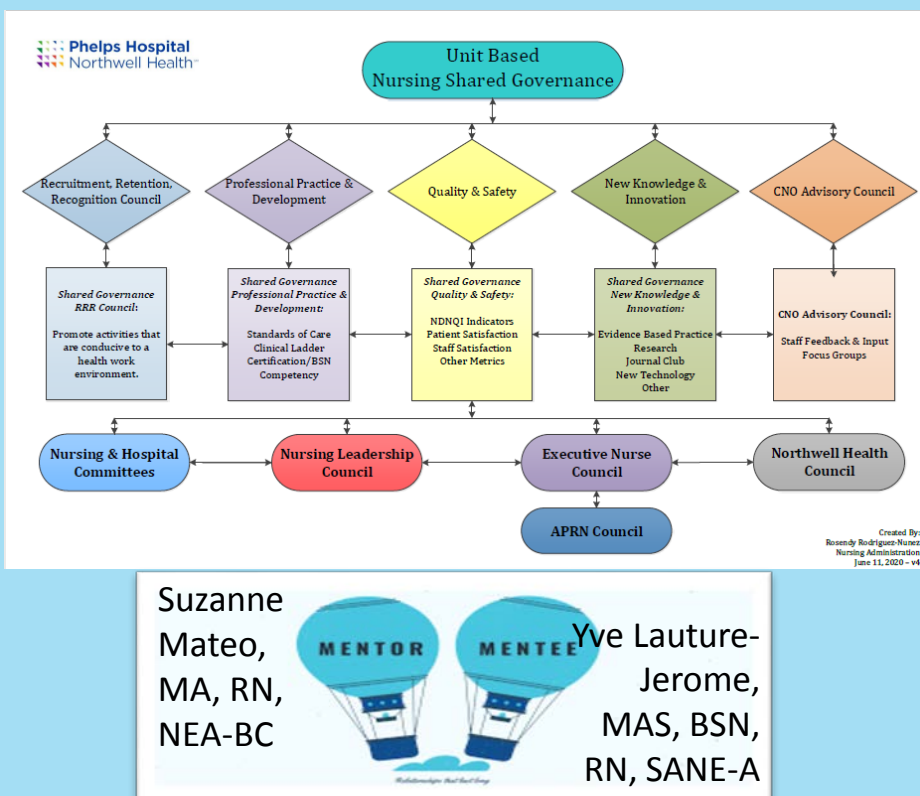 Phelps Hospital
Northwell Health
Unit Based
Nursing Shared Governance
Recruitment, Retention,
Recognition Council
Professional Practice &
Development
Quality & Safety
New Knowledge &
Innovation
CNO Advisory Council
Shared Governance
RRR Council:
Promote activities that
are conducive to a
health work
environment.
Shared Governance
Professional Practice &
Development:
Standards of Care
Clinical Ladder
Certification/BSN
Competency
Shared Governance
Quality & Safety:
NDNQI Indicators
Patient Satisfaction
Staff Satisfaction
Other Metrics
Shared Governance
New Knowledge &
Innovation:
Evidence Based Practice
Research
Journal Club
New Technology
Other
CNO Advisory Council:
Staff Feedback & Input
Focus Groups
Nursing & Hospital
Committees
Nursing Leadership
Council
Executive Nurse
Council
Northwell Health
Council
APRN Council
Created By:
Rosendy Rodriguez-Nunez
Nursing Administration
June 11, 2020 – v4
Suzanne
Mateo,
MA, RN,
NEA-BC
MENTOR
MENTEE
Yve Lauture-
Jerome,
MAS, BSN,
RN, SANE-A
Relationships that last long